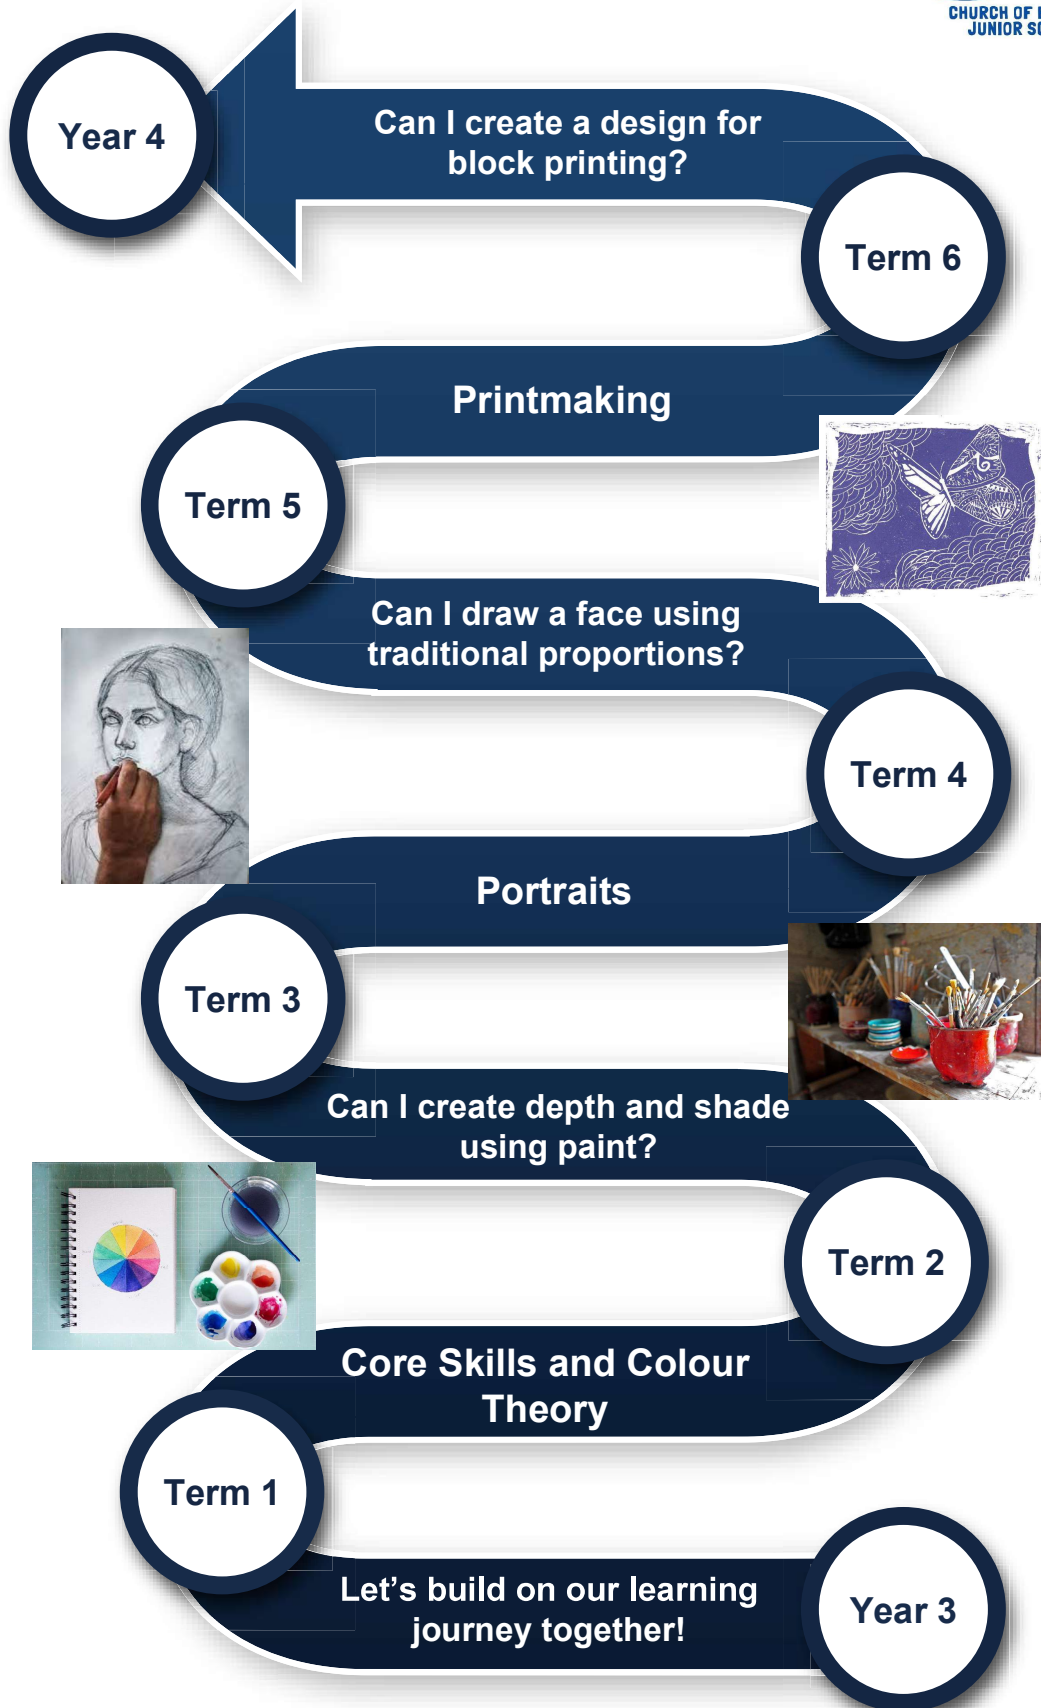 CHURCH OF
JUNIOR
Year 4
Can I create a design for
block printing?
Term 6
Printmaking
Term 5
Can I draw a face using
traditional proportions?
Term 4
Portraits
Term 3
Can I create depth and shade
using paint?
Term 2
Core Skills and Colour
Theory
Term 1
Let’s build on our learning
journey together!
Year 3